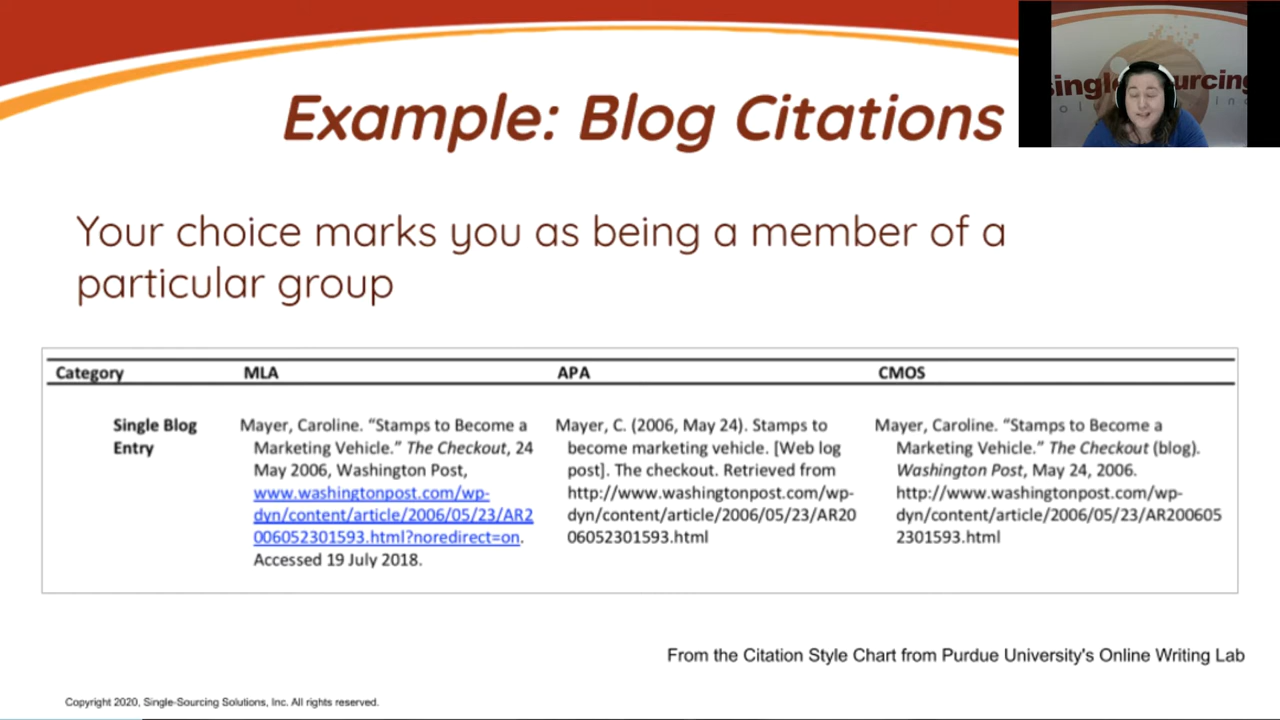 Example: Blog Citations
single sourcing
Your choice marks you as being a member of a
particular group
Category MLA APA CMOS
Single Blog
Entry
Mayer, Caroline. “Stamps to Become a
Marketing Vehicle.” The Checkout, 24
May 2006, Washington Post,
www.washingtonpost.com/wp-
dyn/content/article/2006/05/23/AR2
006052301593.html?noredirect=on.
Accessed 19 July 2018.
Mayer, C. (2006, May 24). Stamps to
become marketing vehicle. [Web log
post]. The checkout. Retrieved from
http://www.washingtonpost.com/wp-
dyn/content/article/2006/05/23/AR20
06052301593.html
Mayer, Caroline. “Stamps to Become a
Marketing Vehicle.” The Checkout (blog).
Washington Post, May 24, 2006.
http://www.washingtonpost.com/wp-
dyn/content/article/2006/05/23/AR200605
2301593.html
From the Citation Style Chart from Purdue University's Online Writing Lab
Copyright 2020, Single-Sourcing Solutions, Inc. All rights reserved.